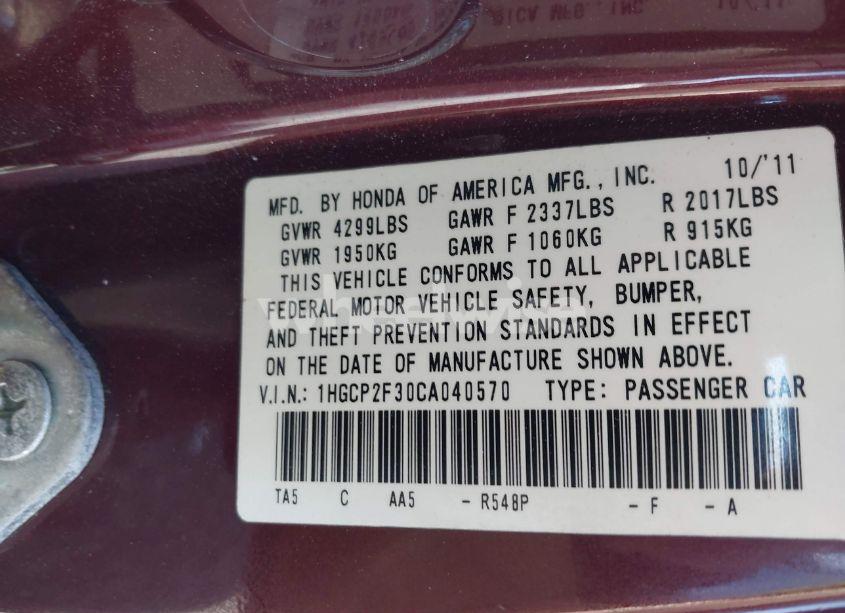 MFD. BY HONDA OF AMERICA MFG., INC. 10/'11
GVWR 4299LBS GAWR F 2337LBS R 2017LBS
GVWR 1950KG GAWR F 1060KG R 915KG
THIS VEHICLE CONFORMS TO ALL APPLICABLE
FEDERAL MOTOR VEHICLE SAFETY, BUMPER,
AND THEFT PREVENTION STANDARDS IN EFFECT
ON THE DATE OF MANUFACTURE SHOWN ABOVE.
V.I.N.: 1HGCP2F30CA040570 TYPE: PASSENGER CAR
TA5 C AA5 - R548P - F - A
wheelwise